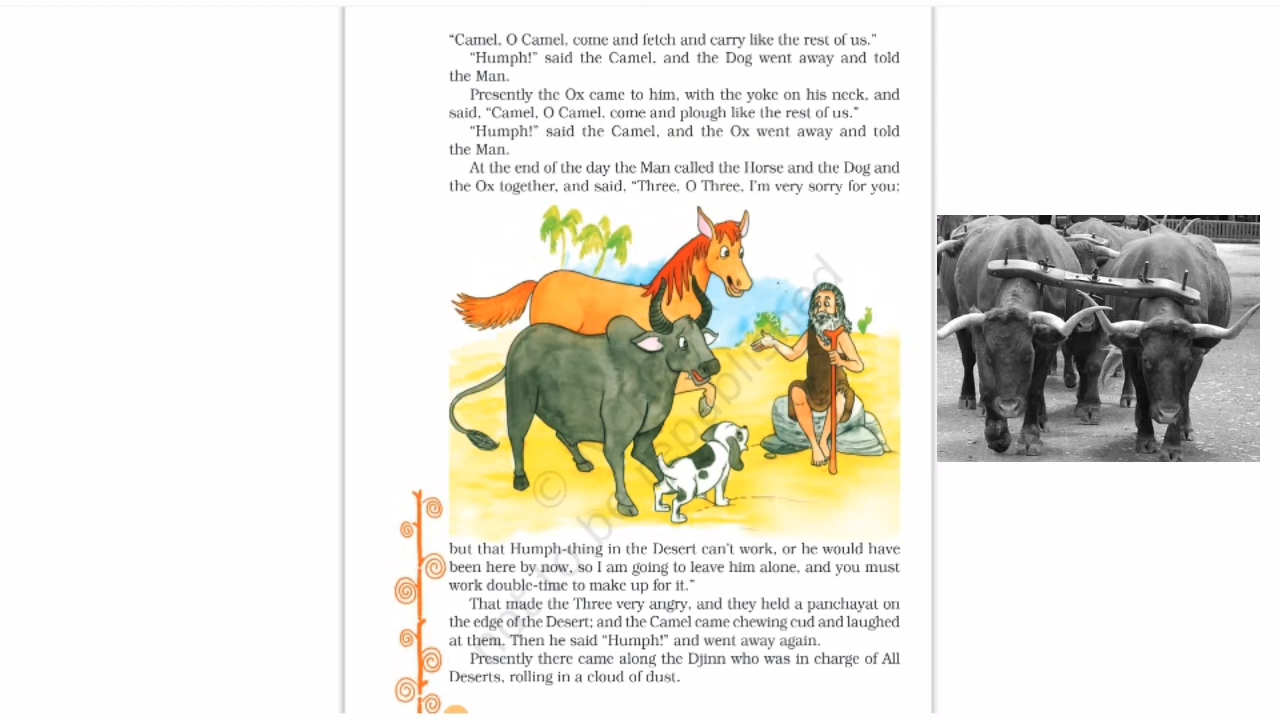 “Camel, O Camel, come and fetch and carry like the rest of us.”
“Humph!” said the Camel, and the Dog went away and told
the Man.
Presently the Ox came to him, with the yoke on his neck, and
said, “Camel, O Camel, come and plough like the rest of us.”
“Humph!” said the Camel, and the Ox went away and told
the Man.
At the end of the day the Man called the Horse and the Dog and
the Ox together, and said, “Three, O Three, I'm very sorry for you;
but that Humph-thing in the Desert can't work, or he would have
been here by now, so I am going to leave him alone, and you must
work double-time to make up for it.”
That made the Three very angry, and they held a panchayat on
the edge of the Desert; and the Camel came chewing cud and laughed
at them. Then he said “Humph!” and went away again.
Presently there came along the Djinn who was in charge of All
Deserts, rolling in a cloud of dust.
© not to be republished